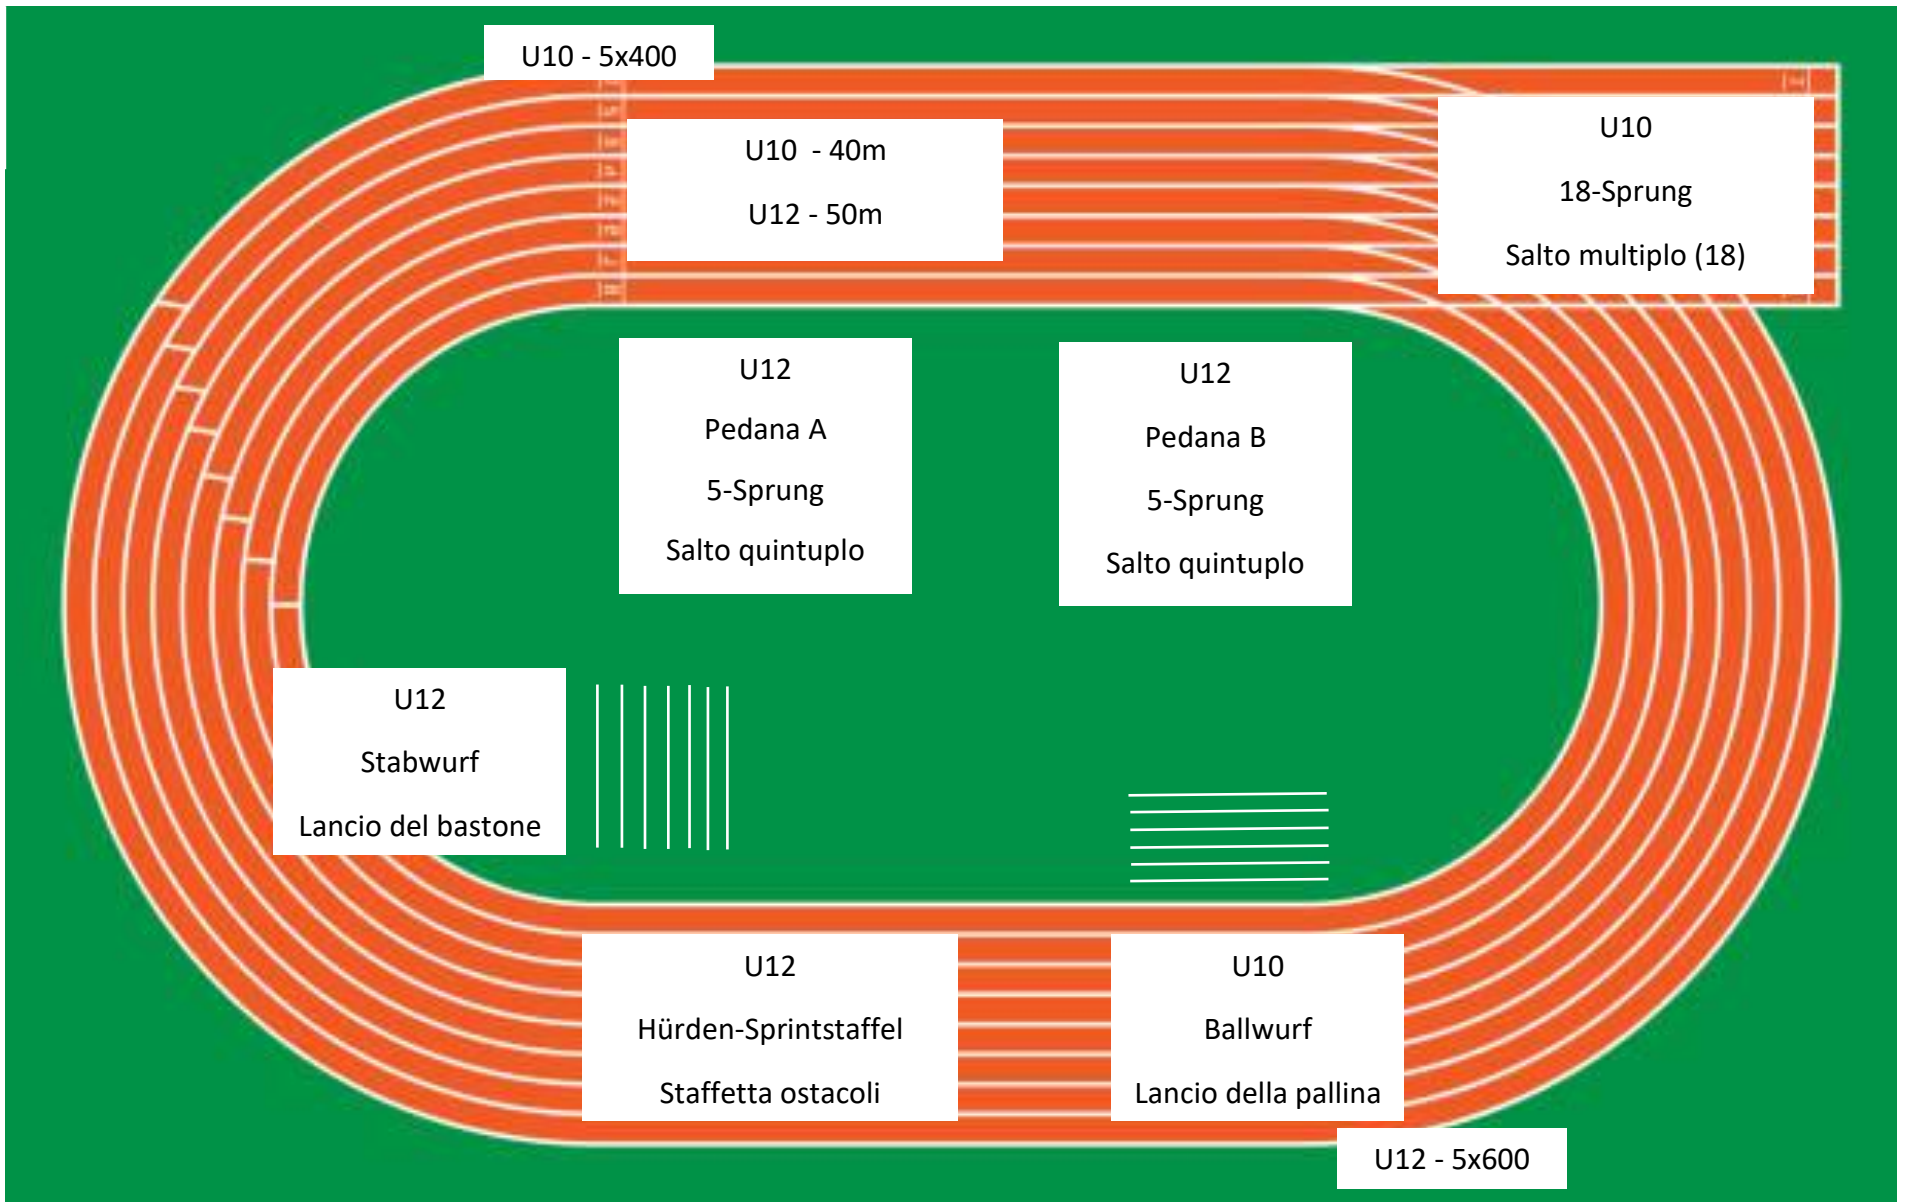 U10 - 5x400
U10 - 40m
U12 - 50m
U10
18-Sprung
Salto multiplo (18)
U12
Pedana A
5-Sprung
Salto quintuplo
U12
Pedana B
5-Sprung
Salto quintuplo
U12
Stabwurf
Lancio del bastone
U12
Hürden-Sprintstaffel
Staffetta ostacoli
U10
Ballwurf
Lancio della pallina
U12 - 5x600